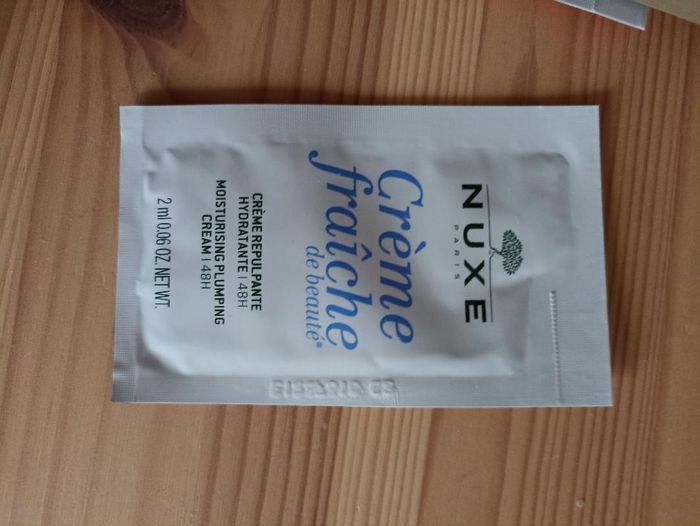 NUXE
PARIS
Crème
fraîche
de beauté®
CRÈME REPULPANTE
HYDRATANTE | 48H
MOISTURISING PLUMPING
CREAM | 48H
2 ml 0.06 OZ. NET WT.